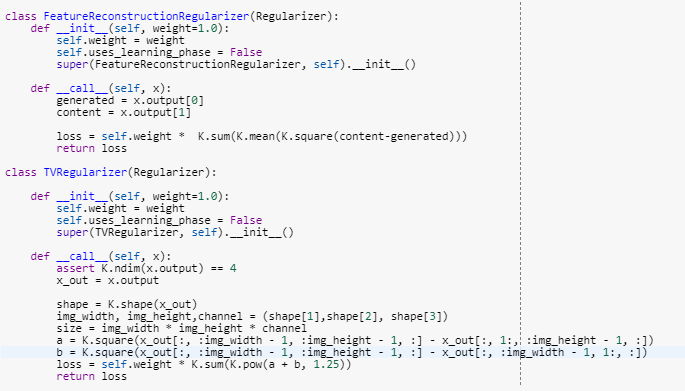 class FeatureReconstructionRegularizer(Regularizer):
    def __init__(self, weight=1.0):
        self.weight = weight
        self.uses_learning_phase = False
        super(FeatureReconstructionRegularizer, self).__init__()
    def __call__(self, x):
        generated = x.output[0]
        content = x.output[1]
        loss = self.weight *  K.sum(K.mean(K.square(content-generated)))
        return loss
class TVRegularizer(Regularizer):
    def __init__(self, weight=1.0):
        self.weight = weight
        self.uses_learning_phase = False
        super(TVRegularizer, self).__init__()
    def __call__(self, x):
        assert K.ndim(x.output) == 4
        x_out = x.output
        shape = K.shape(x_out)
        img_width, img_height,channel = (shape[1],shape[2], shape[3])
        size = img_width * img_height * channel
        a = K.square(x_out[:, :img_width - 1, :img_height - 1, :] - x_out[:, 1:, :img_height - 1, :])
        b = K.square(x_out[:, :img_width - 1, :img_height - 1, :] - x_out[:, :img_width - 1, 1:, :])
        loss = self.weight * K.sum(K.pow(a + b, 1.25))
        return loss